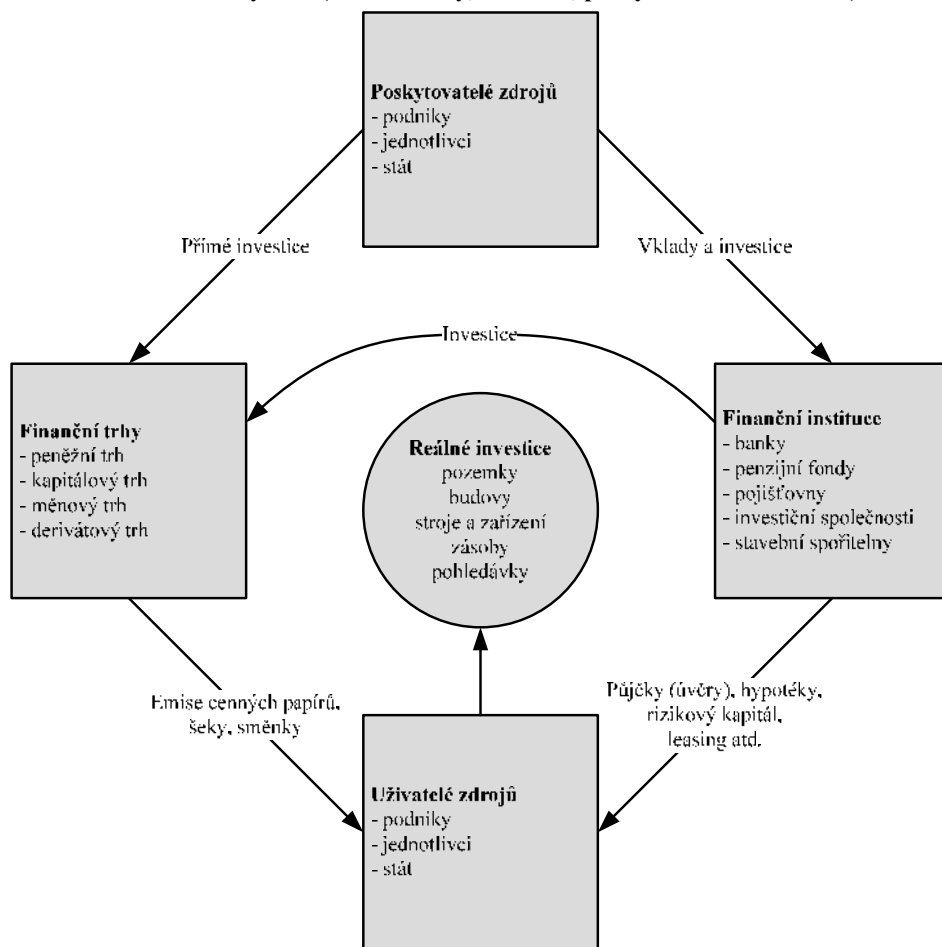 Poskytovatelé zdrojů
- podniky
- jednotlivci
- stát
Přímé investice
Vklady a investice
Investice
Finanční trhy
- peněžní trh
- kapitálový trh
- měnový trh
- derivátový trh
Reálné investice
pozemky
budovy
stroje a zařízení
zásoby
pohledávky
Finanční instituce
- banky
- penzijní fondy
- pojišťovny
- investiční společnosti
- stavební spořitelny
Emise cenných papírů,
šeky, směnky
Půjčky (úvěry), hypotéky,
rizikový kapitál,
leasing atd.
Uživatelé zdrojů
- podniky
- jednotlivci
- stát